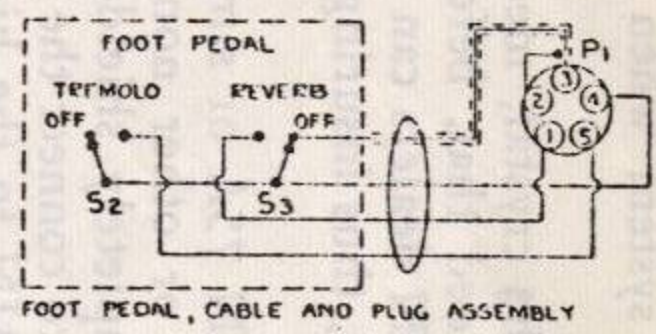 FOOT PEDAL
P1
TREMOLO REVERB
OFF OFF
3
2 4
1 5
S2 S3
FOOT PEDAL, CABLE AND PLUG ASSEMBLY